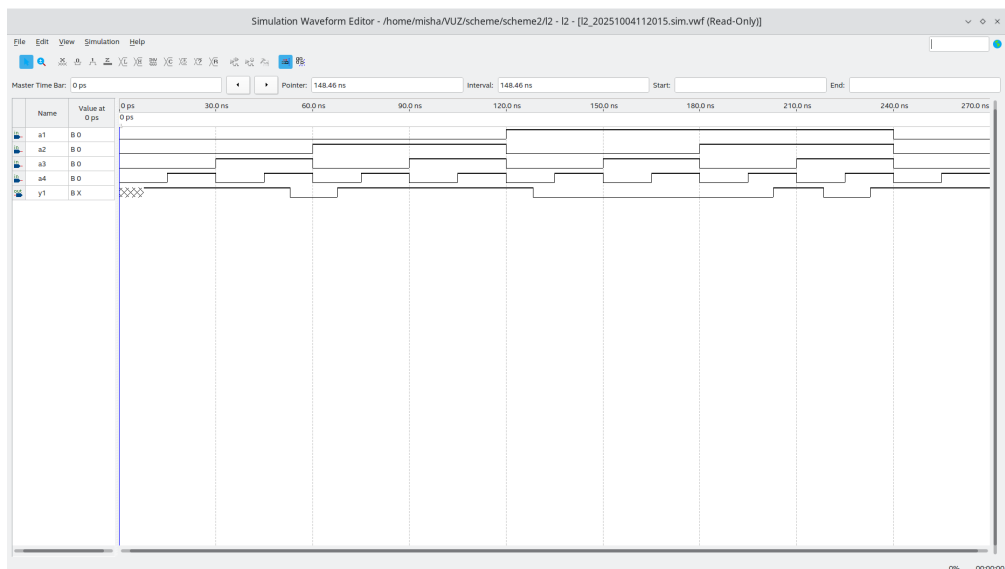 Simulation Waveform Editor - /home/misha/VUZ/scheme/scheme2/l2 - l2 - [l2_20251004112015.sim.vwf (Read-Only)]
File Edit View Simulation Help
Master Time Bar: 0 ps Pointer: 148.46 ns Interval: 148.46 ns Start: End:
Name Value at 0 ps
0 ps 30.0 ns 60.0 ns 90.0 ns 120.0 ns 150.0 ns 180.0 ns 210.0 ns 240.0 ns 270.0 ns
0 ps
a1 B 0
a2 B 0
a3 B 0
a4 B 0
y1 B X
0% 00:00:00